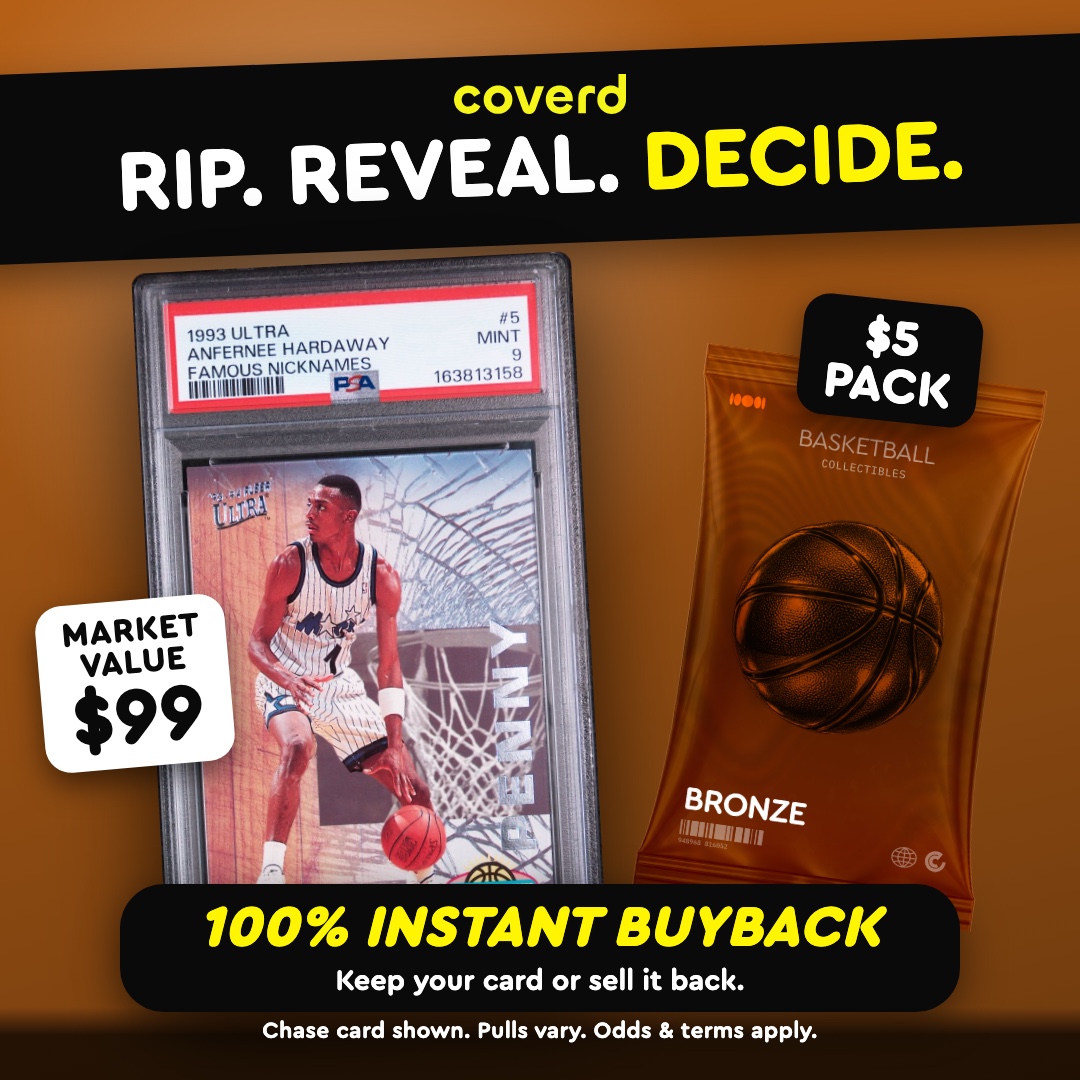 coverd
RIP. REVEAL. DECIDE.
1993 ULTRA
#5
ANFERNEE HARDAWAY
MINT
FAMOUS NICKNAMES
9
PSA
163813158
$5
PACK
BASKETBALL
COLLECTIBLES
ULTRA
MARKET
VALUE
$99
1
PENNY
BRONZE
100% INSTANT BUYBACK
Keep your card or sell it back.
Chase card shown. Pulls vary. Odds & terms apply.